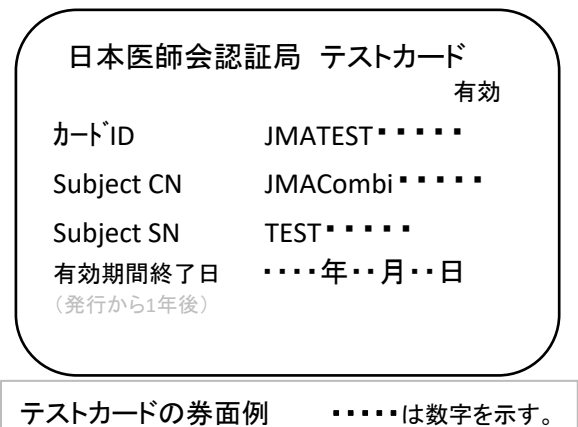 日本医師会認証局 テストカード
有効
ｶｰﾄﾞID JMATEST▪▪▪▪▪
Subject CN JMACombi▪▪▪▪▪
Subject SN TEST▪▪▪▪▪
有効期間終了日 ▪▪▪▪年▪▪月▪▪日
（発行から1年後）
テストカードの券面例 ▪▪▪▪▪は数字を示す。